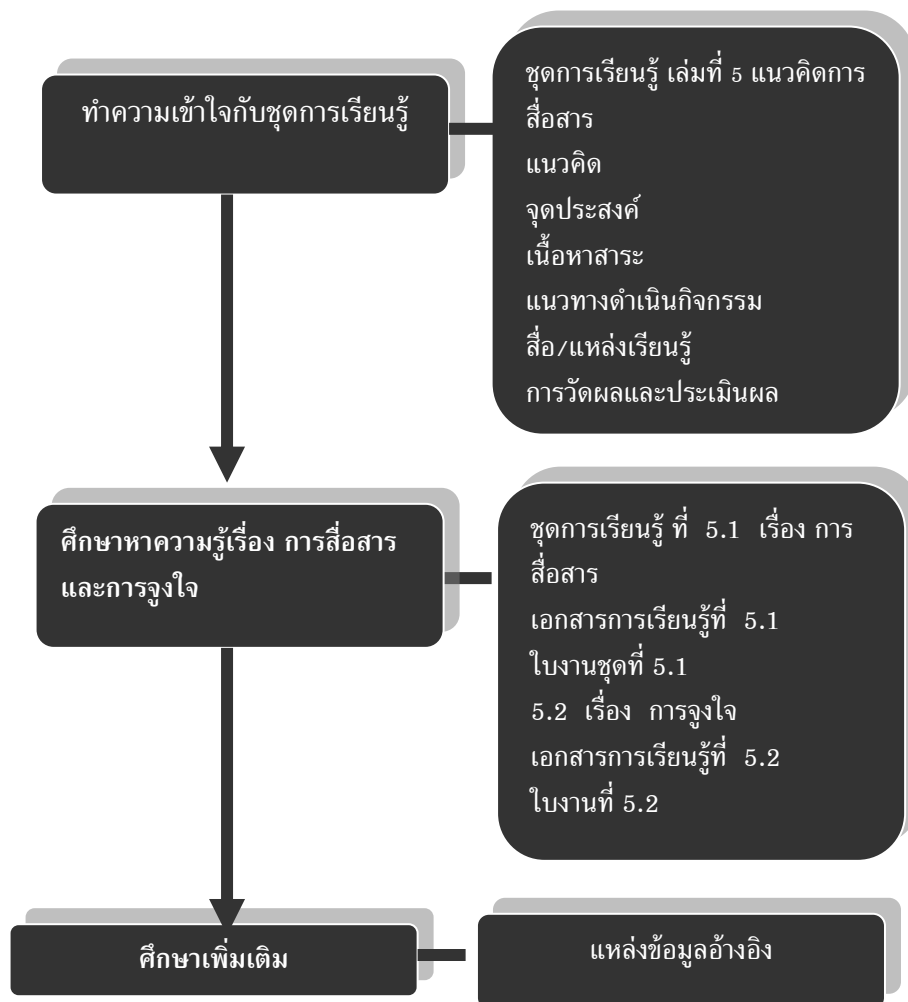 ทำความเข้าใจกับชุดการเรียนรู้
ชุดการเรียนรู้ เล่มที่ 5 แนวคิดการ
สื่อสาร
แนวคิด
จุดประสงค์
เนื้อหาสาระ
แนวทางดำเนินกิจกรรม
สื่อ/แหล่งเรียนรู้
การวัดผลและประเมินผล
ศึกษาหาความรู้เรื่อง การสื่อสาร
และการจูงใจ
ชุดการเรียนรู้ ที่ 5.1 เรื่อง การ
สื่อสาร
เอกสารการเรียนรู้ที่ 5.1
ใบงานชุดที่ 5.1
5.2 เรื่อง การจูงใจ
เอกสารการเรียนรู้ที่ 5.2
ใบงานที่ 5.2
ศึกษาเพิ่มเติม
แหล่งข้อมูลอ้างอิง